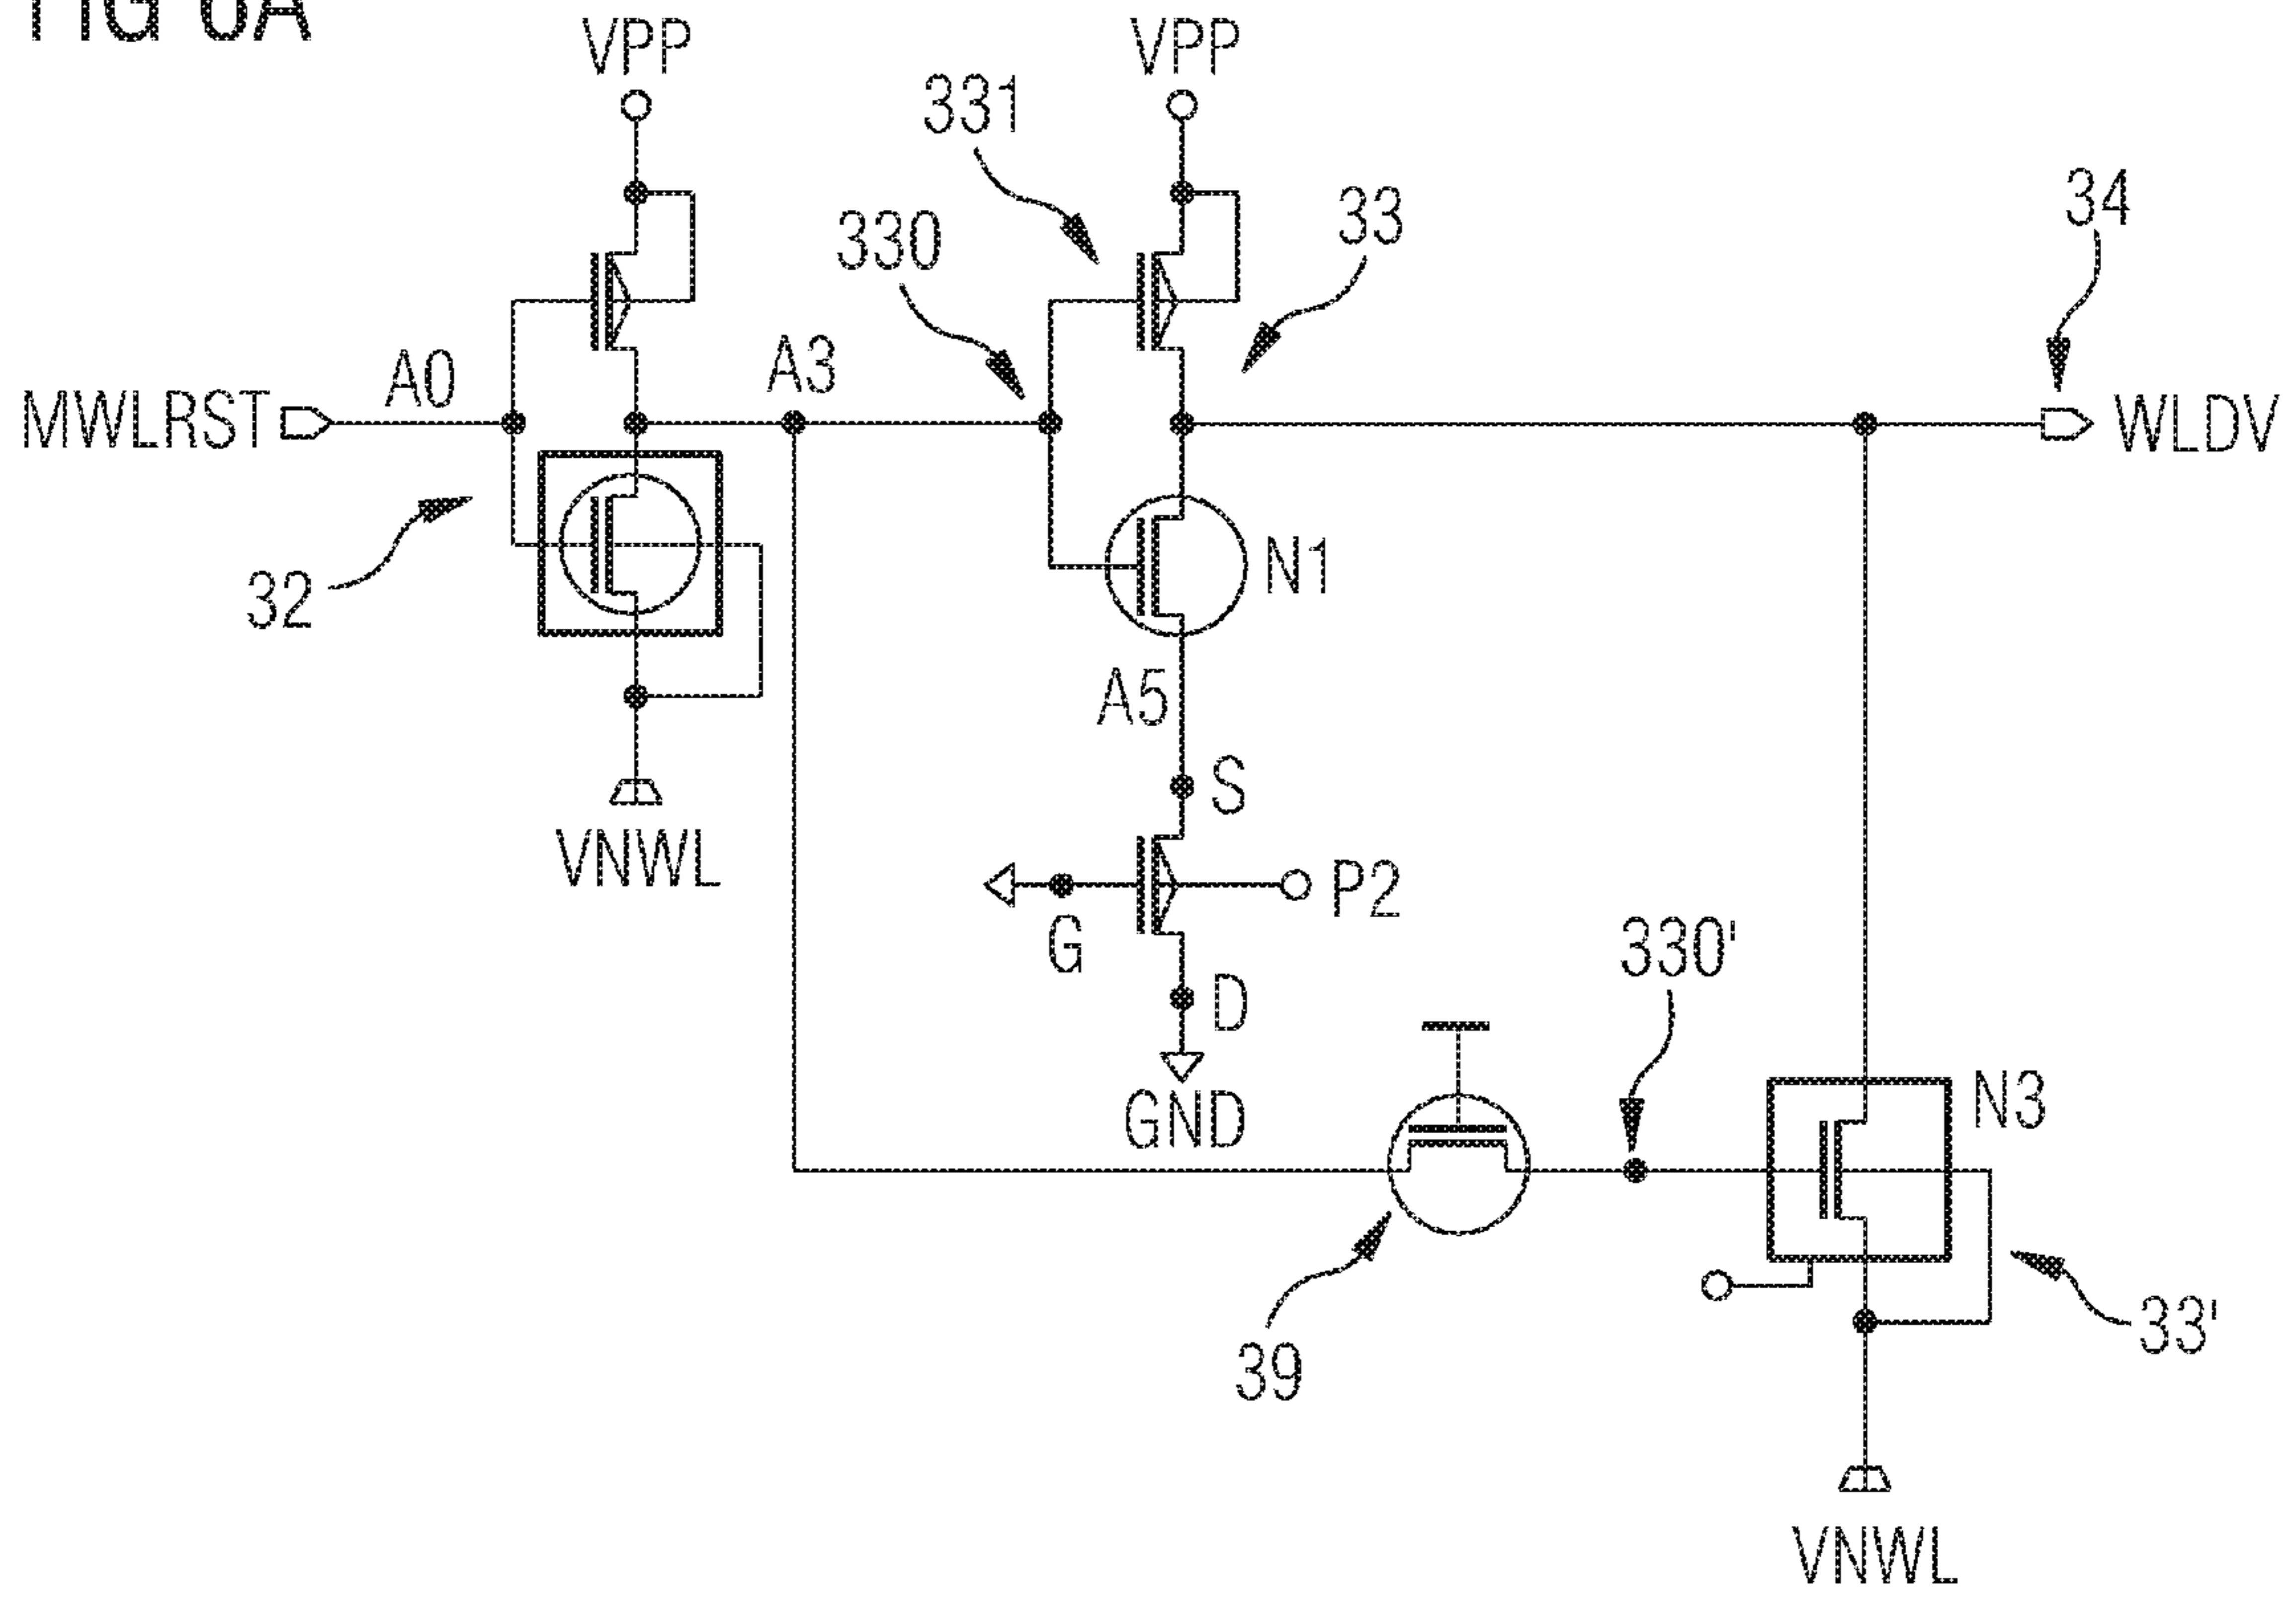 FIG 6A
VPP
VPP
331
34
33
330
A0
A3
MWLRST
WLDV
32
N1
A5
S
VNWL
P2
G
330'
D
N3
GND
33'
39
VNWL